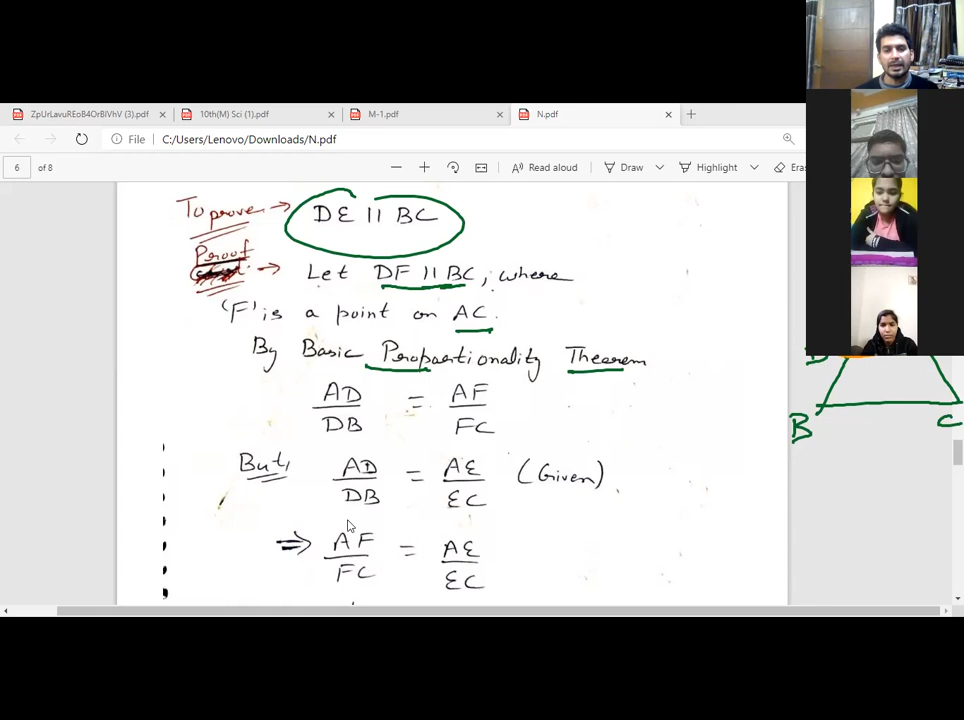 ZpUrLavuREoB4OrBIVhV (3).pdf
10th(M) Sci (1).pdf
M-1.pdf
N.pdf
File
C:/Users/Lenovo/Downloads/N.pdf
6 of 8
Read aloud
Draw
Highlight
Eras
To prove → DE || BC
Proof → Let DF || BC, where
'F' is a point on AC.
By Basic Propaortionality Theorem
AD/DB = AF/FC
But, AD/DB = AE/EC (Given)
⇒ AF/FC = AE/EC
B C